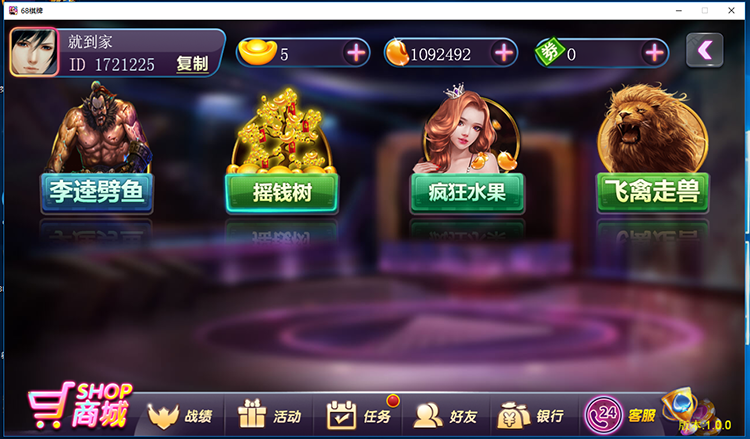 68棋牌
就到家
ID 1721225 复制
5
1092492
券 0
李逵劈鱼
摇钱树
疯狂水果
飞禽走兽
SHOP
商城
战绩
活动
任务
好友
银行
24
客服
版本:1.0.0